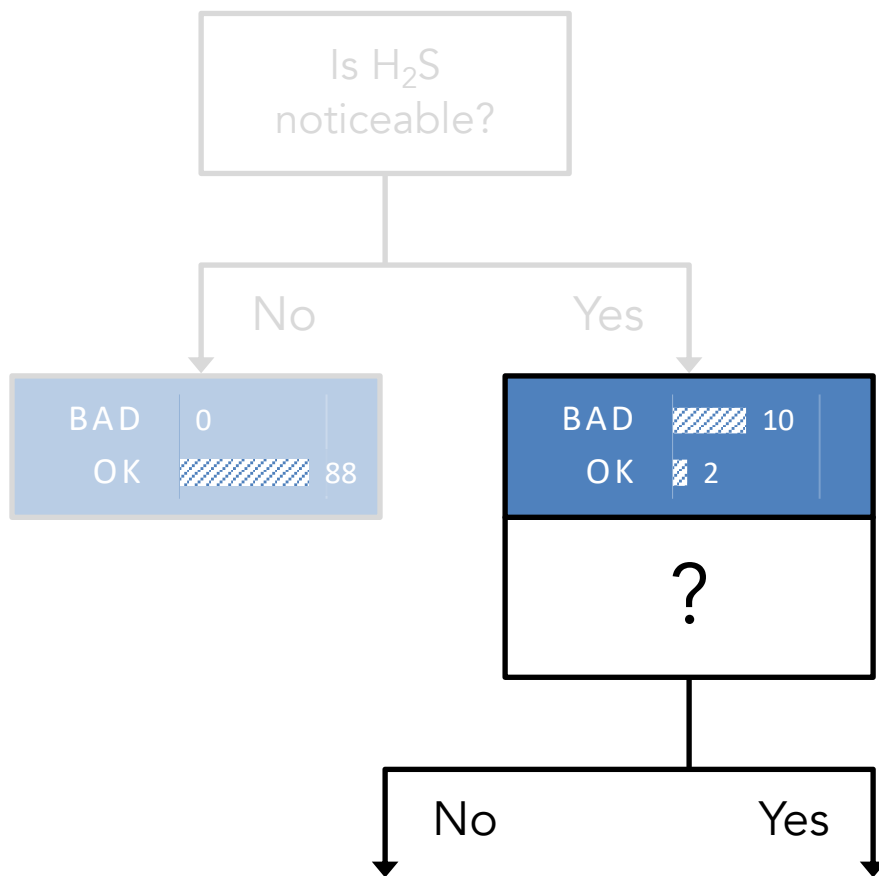 Is H₂S
noticeable?
No
Yes
BAD 0
OK 88
BAD 10
OK 2
?
No
Yes